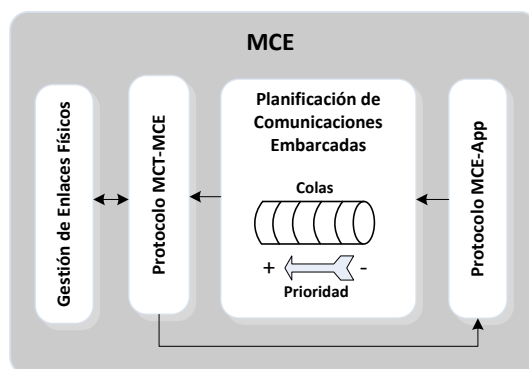 MCE
Gestión de Enlaces Físicos
Protocolo MCT-MCE
Planificación de
Comunicaciones
Embarcadas
Colas
+ -
Prioridad
Protocolo MCE-App